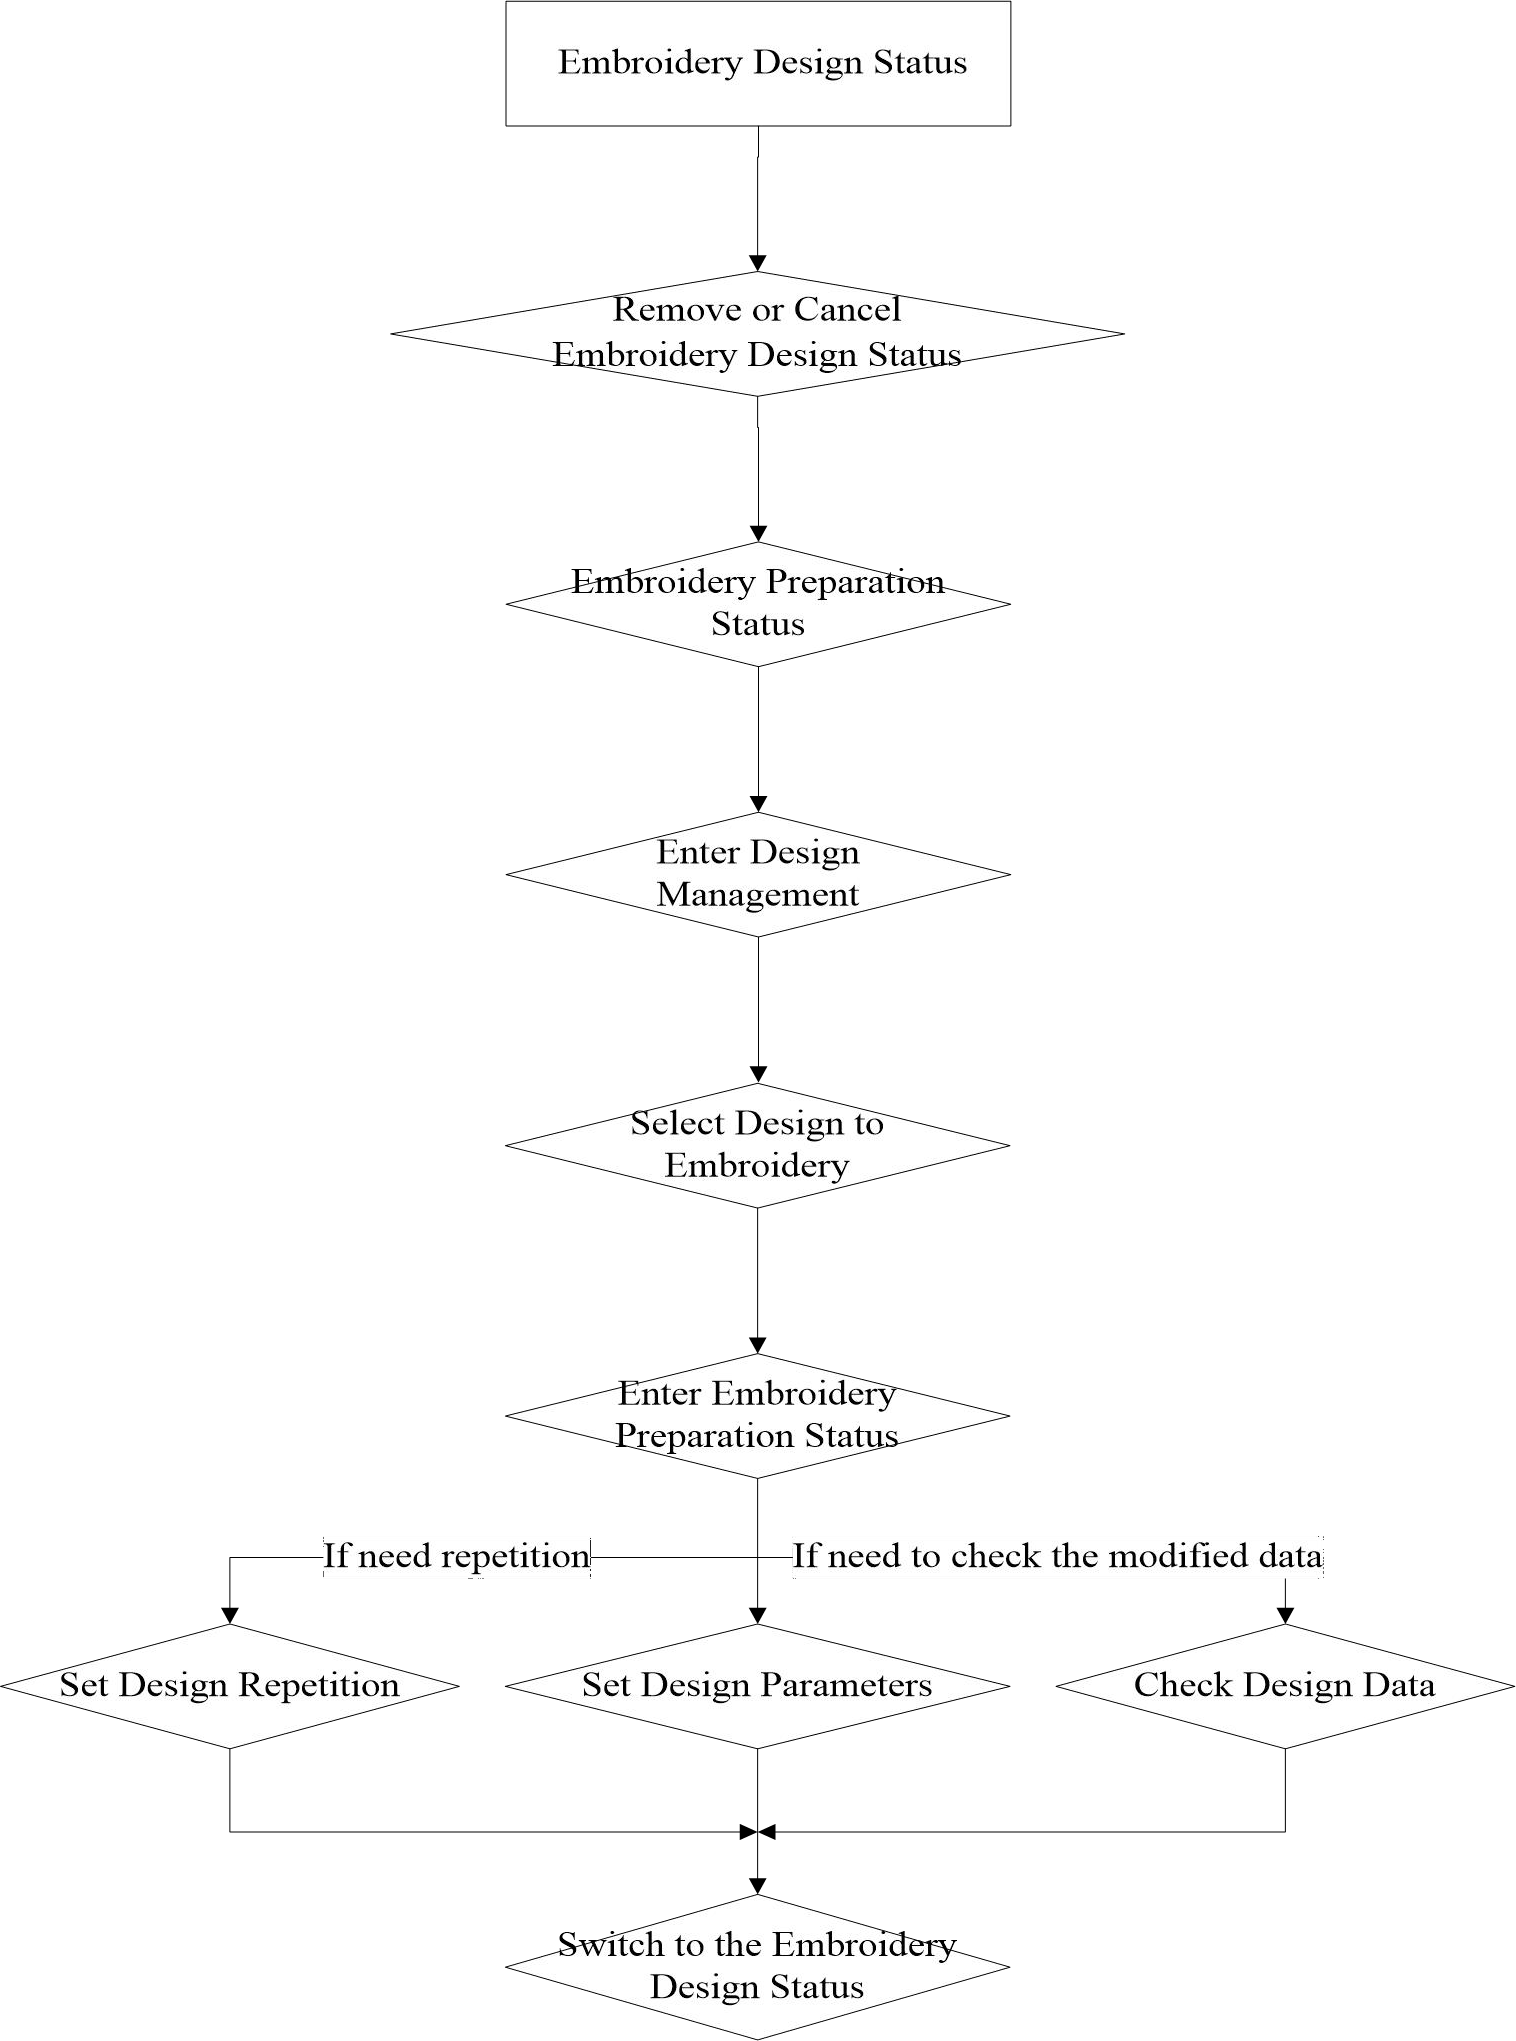 Embroidery Design Status
Remove or Cancel
Embroidery Design Status
Embroidery Preparation
Status
Enter Design
Management
Select Design to
Embroidery
Enter Embroidery
Preparation Status
If need repetition
If need to check the modified data
Set Design Repetition
Set Design Parameters
Check Design Data
Switch to the Embroidery
Design Status